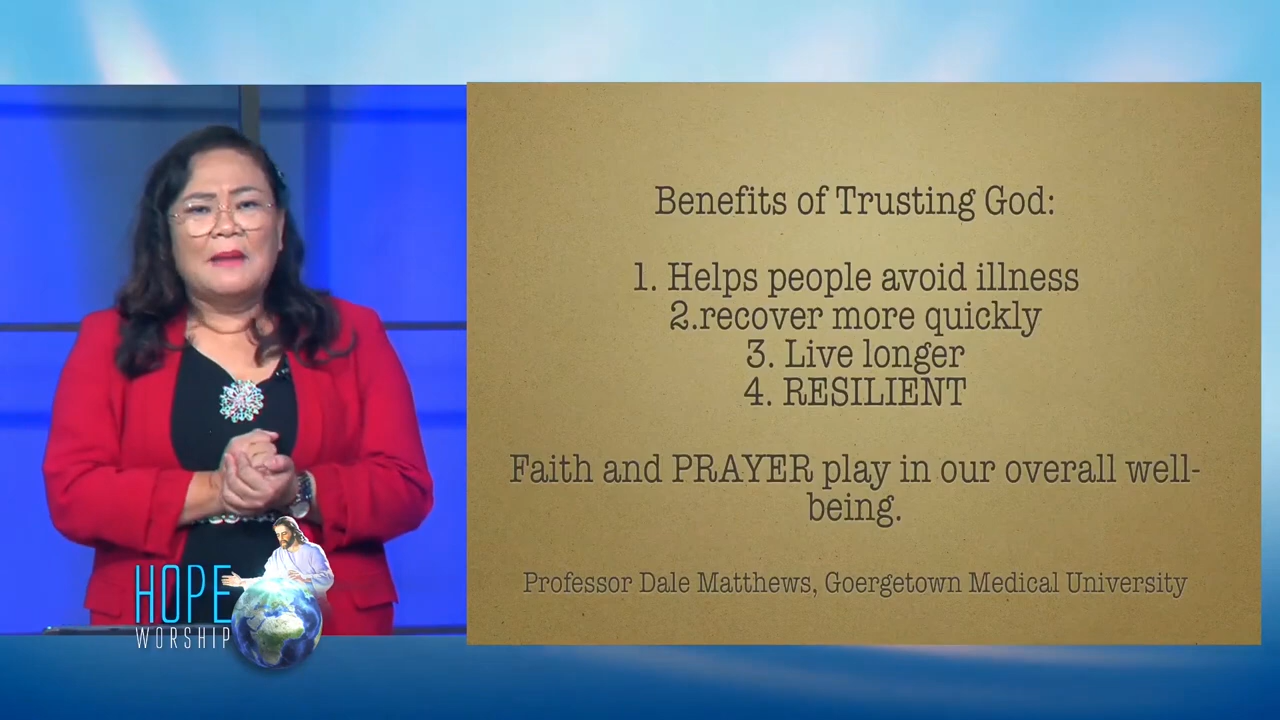 Benefits of Trusting God:
1. Helps people avoid illness
2.recover more quickly
3. Live longer
4. RESILIENT
Faith and PRAYER play in our overall well-
being.
Professor Dale Matthews, Goergetown Medical University
HOPE
WORSHIP